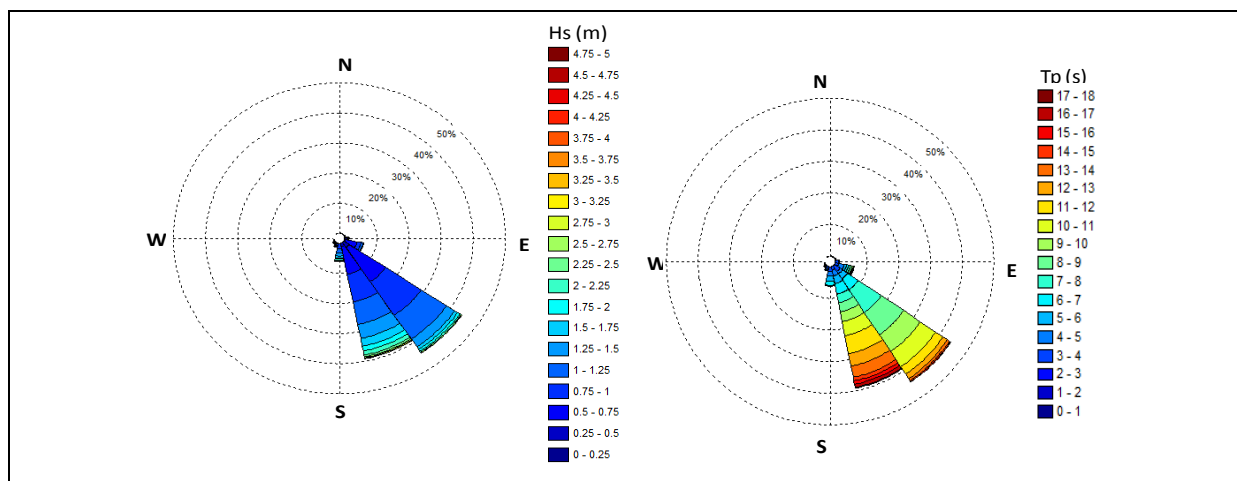 Hs (m)
4.75 - 5
4.5 - 4.75
4.25 - 4.5
4 - 4.25
3.75 - 4
3.5 - 3.75
3.25 - 3.5
3 - 3.25
2.75 - 3
2.5 - 2.75
2.25 - 2.5
2 - 2.25
1.75 - 2
1.5 - 1.75
1.25 - 1.5
1 - 1.25
0.75 - 1
0.5 - 0.75
0.25 - 0.5
0 - 0.25
N
50%
40%
30%
20%
10%
W
E
S
Tp (s)
17 - 18
16 - 17
15 - 16
14 - 15
13 - 14
12 - 13
11 - 12
10 - 11
9 - 10
8 - 9
7 - 8
6 - 7
5 - 6
4 - 5
3 - 4
2 - 3
1 - 2
0 - 1
N
50%
40%
30%
20%
10%
W
E
S